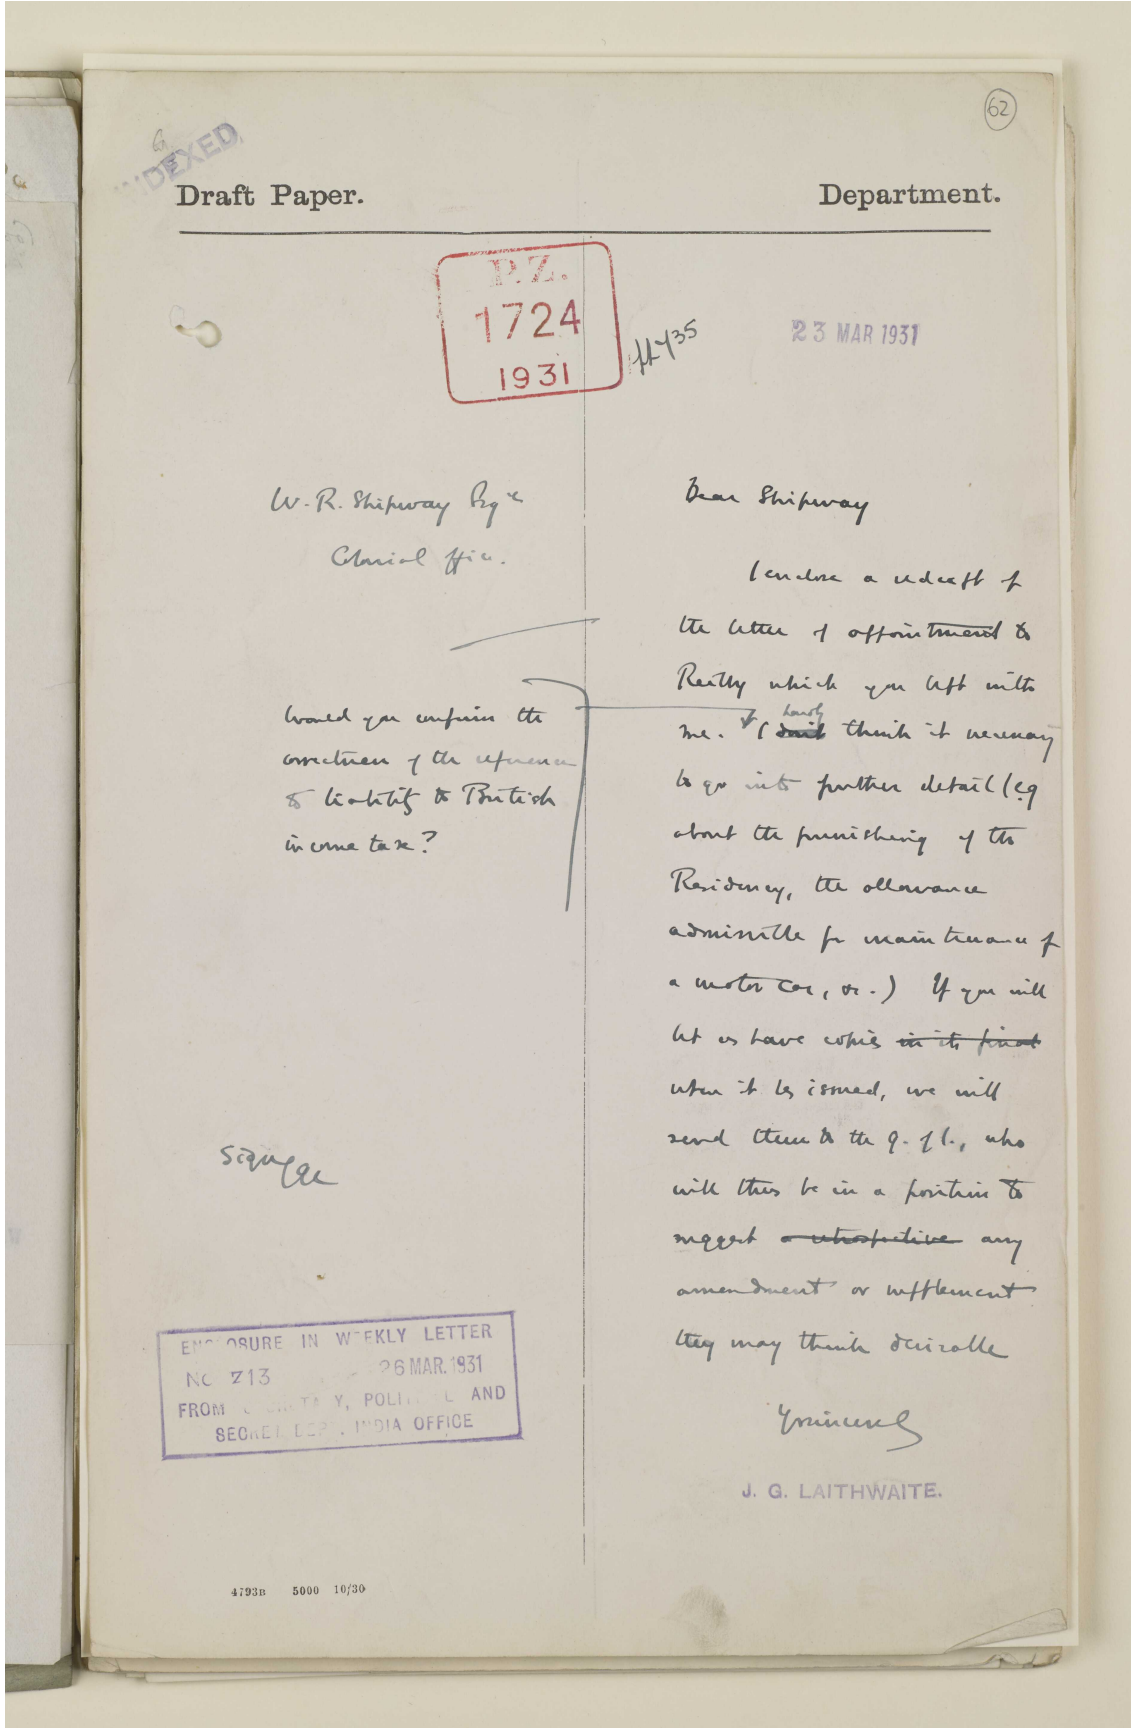 62
INDEXED
Draft Paper.
Department.
P.Z.
1724
1931
23 MAR 1931
W. R. Shipway Esqre
Colonial Office.
Would you confirm the
correctness of the reference
to liability to British
income tax?
Dear Shipway
I enclose a redraft of
the letter of appointment to
Reilly which you left with
me. I hardly think it necessary
to go into further detail (e.g
about the furnishing of the
Residency, the allowance
admissible for maintenance of
a motor car, &c.) If you will
let us have copies in its final
when it is issued, we will
send them to the G. of I., who
will thus be in a position to
suggest a retrospective any
amendment or supplement
they may think desirable
Yrs sincerely
J. G. LAITHWAITE.
ENCLOSURE IN WEEKLY LETTER
NO Z13 26 MAR. 1931
FROM SECRETARY, POLITICAL AND
SECRET DEPT. INDIA OFFICE
4793B 5000 10/30